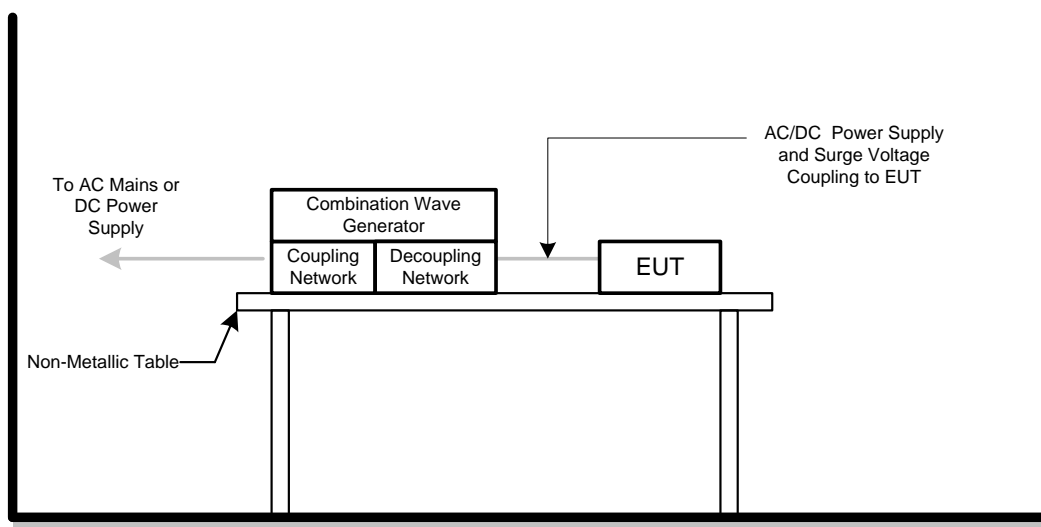 AC/DC Power Supply
and Surge Voltage
Coupling to EUT
To AC Mains or
DC Power
Supply
Combination Wave
Generator
Coupling
Network
Decoupling
Network
EUT
Non-Metallic Table